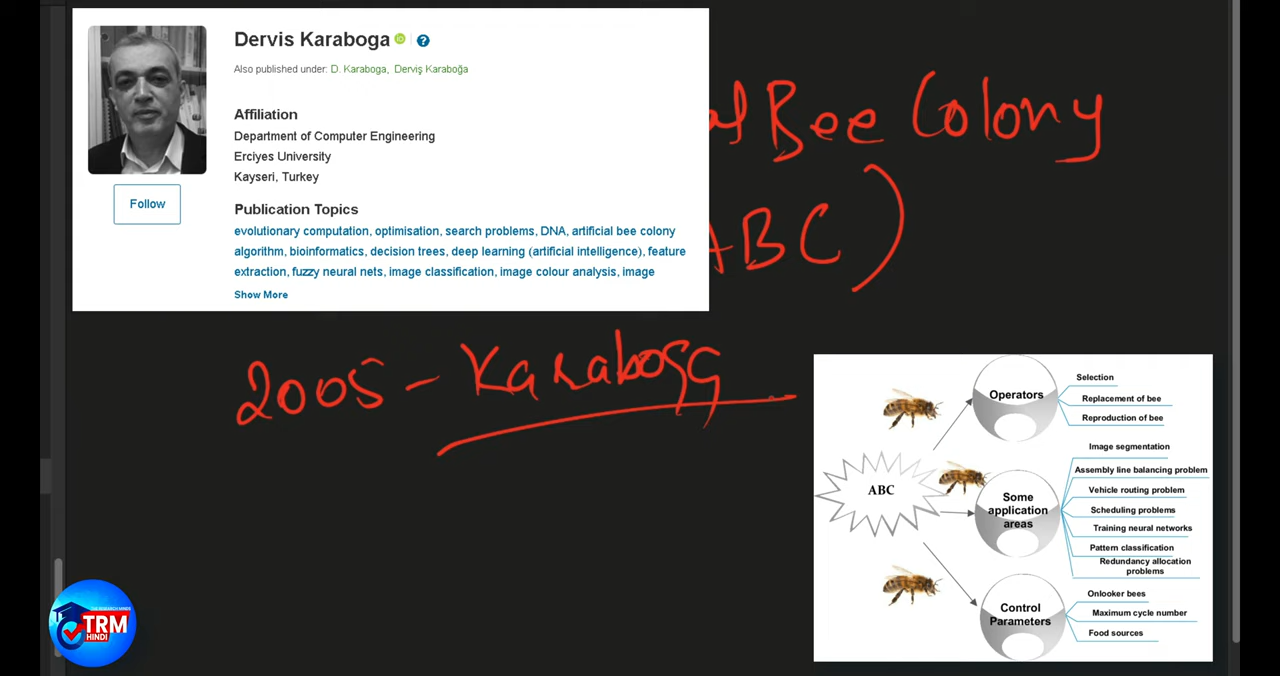 Dervis Karaboga
Also published under: D. Karaboga, Derviş Karaboğa
Affiliation
Department of Computer Engineering
Erciyes University
Kayseri, Turkey
Follow
Publication Topics
evolutionary computation, optimisation, search problems, DNA, artificial bee colony
algorithm, bioinformatics, decision trees, deep learning (artificial intelligence), feature
extraction, fuzzy neural nets, image classification, image colour analysis, image
Show More
Bee Colony
ABC)
2005 - Karaboga
ABC
Operators
Selection
Replacement of bee
Reproduction of bee
Some
application
areas
Image segmentation
Assembly line balancing problem
Vehicle routing problem
Scheduling problems
Training neural networks
Pattern classification
Redundancy allocation
problems
Control
Parameters
Onlooker bees
Maximum cycle number
Food sources
THE RESEARCH MINDS
TRM
HINDI